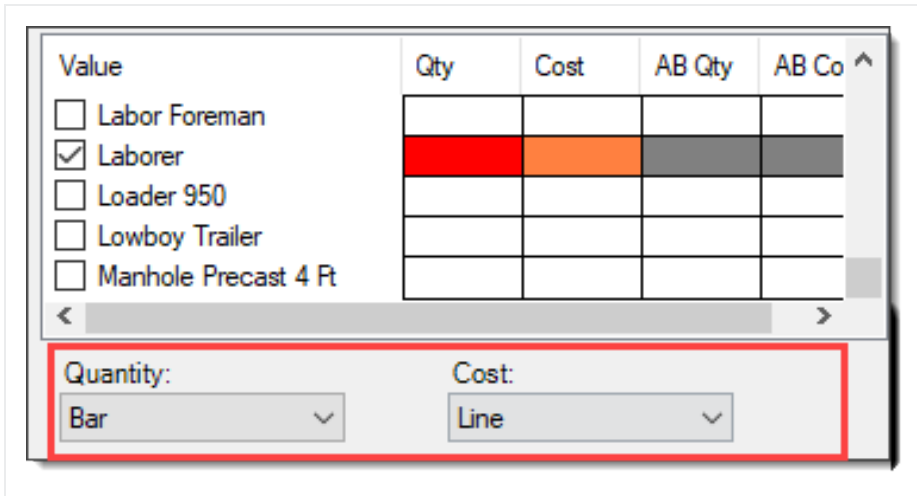 Value Qty Cost AB Qty AB Co
Labor Foreman
Laborer
Loader 950
Lowboy Trailer
Manhole Precast 4 Ft
Quantity: Cost:
Bar Line